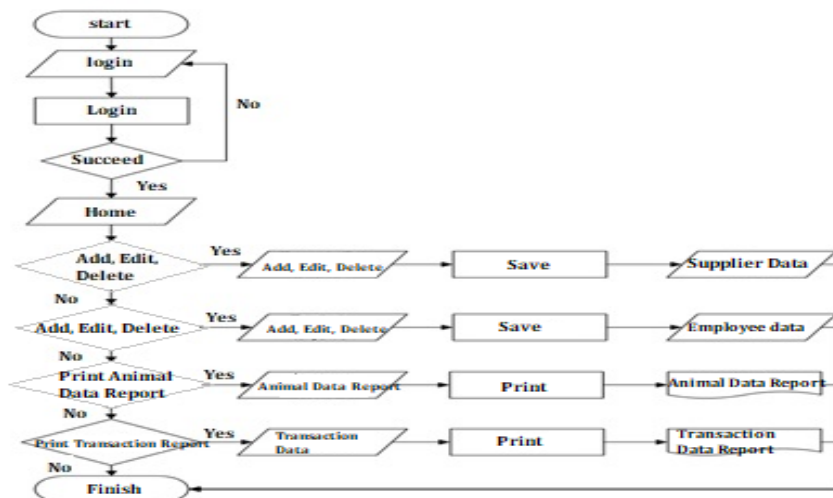 start
login
No
Login
Succeed
Yes
Home
Add, Edit,
Delete
Yes
Add, Edit, Delete
Save
Supplier Data
No
Add, Edit, Delete
Yes
Add, Edit, Delete
Save
Employee data
No
Print Animal
Data Report
Yes
Animal Data Report
Print
Animal Data Report
No
Print Transaction Report
Yes
Transaction
Data
Print
Transaction
Data Report
No
Finish